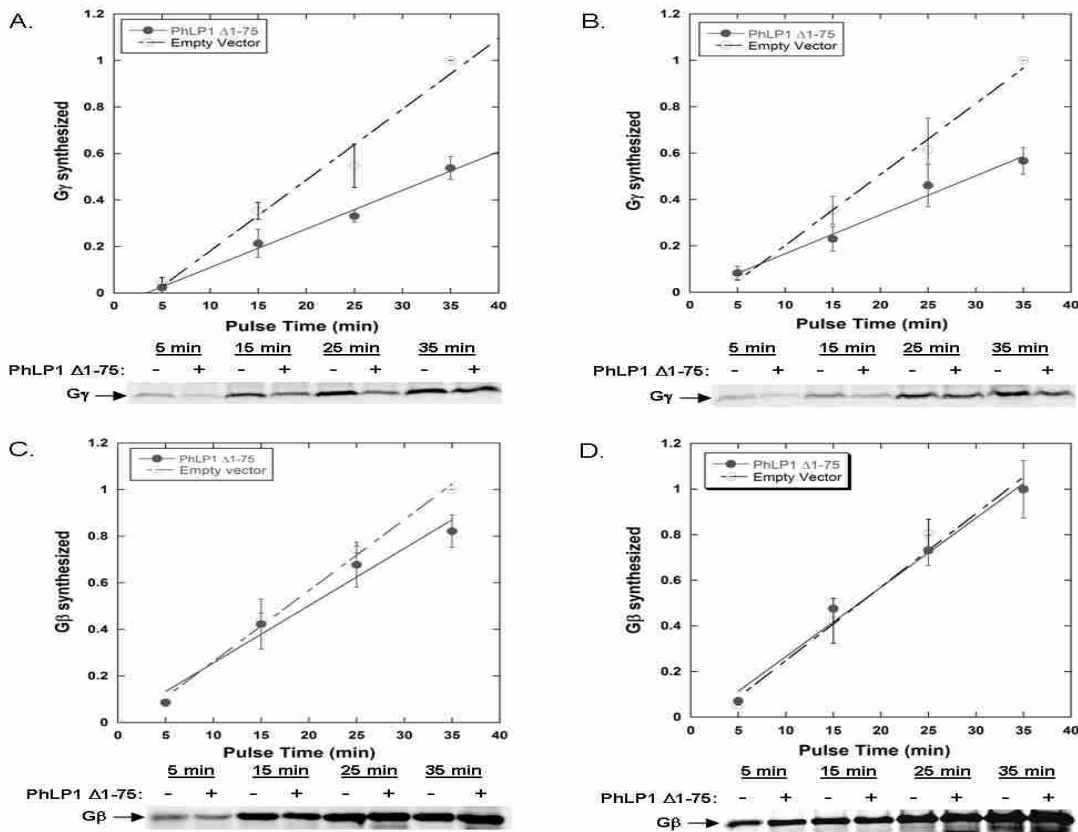 A.
PhLP1 Δ1-75
Empty Vector
1.2
1
0.8
0.6
0.4
0.2
0
Gγ synthesized
0 5 10 15 20 25 30 35 40
Pulse Time (min)
5 min 15 min 25 min 35 min
PhLP1 Δ1-75: - + - + - + - +
Gγ
B.
PhLP1 Δ1-75
Empty Vector
1.2
1
0.8
0.6
0.4
0.2
0
Gγ synthesized
0 5 10 15 20 25 30 35 40
Pulse Time (min)
5 min 15 min 25 min 35 min
PhLP1 Δ1-75: - + - + - + - +
Gγ
C.
PhLP1 Δ1-75
Empty vector
1.2
1
0.8
0.6
0.4
0.2
0
Gβ synthesized
0 5 10 15 20 25 30 35 40
Pulse Time (min)
5 min 15 min 25 min 35 min
PhLP1 Δ1-75: - + - + - + - +
Gβ
D.
PhLP1 Δ1-75
Empty Vector
1.2
1
0.8
0.6
0.4
0.2
0
Gβ synthesized
0 5 10 15 20 25 30 35 40
Pulse Time (min)
5 min 15 min 25 min 35 min
PhLP1 Δ1-75: - + - + - + - +
Gβ